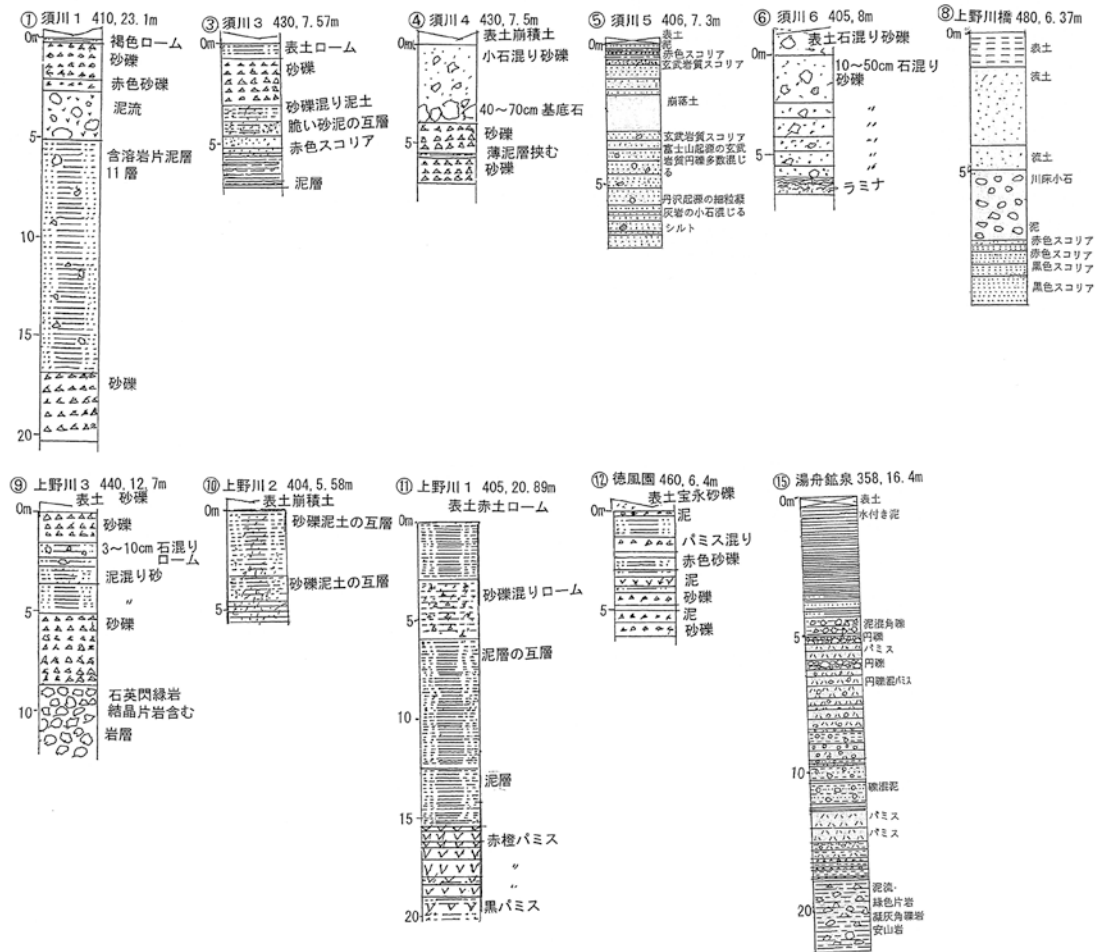 ① 須川１ 410, 23.1m
0m
褐色ローム
砂礫
赤色砂礫
泥流
5
含溶岩片泥層
11層
10
15
砂礫
20
③ 須川３ 430, 7.57m
0m
表土ローム
砂礫
砂礫混り泥土
脆い砂泥の互層
5
赤色スコリア
泥層
④ 須川４ 430, 7.5m
表土崩積土
0m
小石混り砂礫
40～70cm 基底石
5
砂礫
薄泥層挟む
砂礫
⑤ 須川５ 406, 7.3m
表土
0m
泥
赤色スコリア
玄武岩質スコリア
崩落土
玄武岩質スコリア
富士山起源の玄武
岩質円礫多数混じ
る
5
丹沢起源の細粒凝
灰岩の小石混じる
シルト
⑥ 須川６ 405, 8m
表土石混り砂礫
0m
10～50cm 石混り
砂礫
〃
〃
5
〃
〃
ラミナ
⑧ 上野川橋 480, 6.37m
0m
表土
流土
流土
5
川床小石
泥
赤色スコリア
赤色スコリア
黒色スコリア
黒色スコリア
⑨ 上野川３ 440, 12, 7m
表土 砂礫
0m
砂礫
3～10cm 石混り
ローム
泥混り砂
〃
5
砂礫
石英閃緑岩
結晶片岩含む
10
岩層
⑩ 上野川２ 404, 5.58m
表土崩積土
0m
砂礫泥土の互層
砂礫泥土の互層
5
⑪ 上野川１ 405, 20.89m
表土赤土ローム
0m
砂礫混りローム
5
泥層の互層
10
泥層
15
赤橙パミス
〃
〃
黒パミス
20
⑫ 徳風園 460, 6.4m
表土宝永砂礫
0m
泥
パミス混り
赤色砂礫
泥
砂礫
5
泥
砂礫
⑮ 湯舟鉱泉 358, 16.4m
0m
表土
水付き泥
泥混角礫
5
円礫
パミス
円礫
円礫混パミス
10
礫混泥
パミス
パミス
泥流・
緑色片岩
20
凝灰角礫岩
安山岩